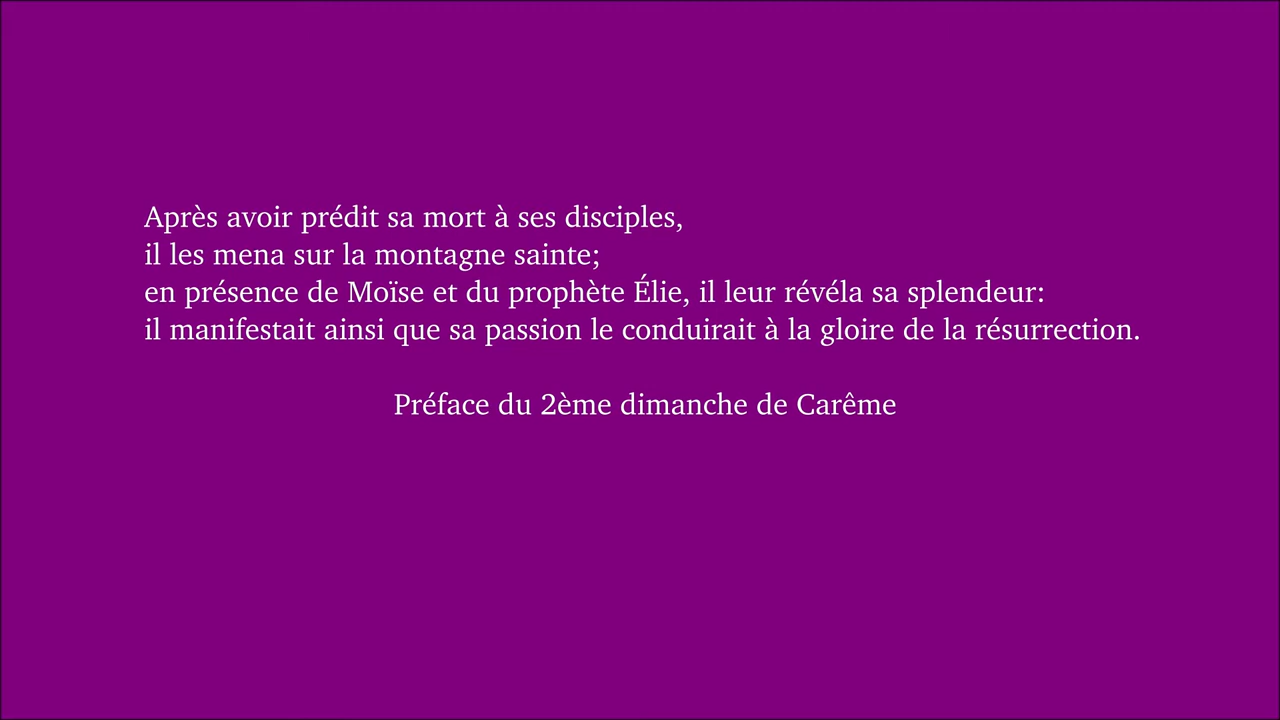 Après avoir prédit sa mort à ses disciples,
il les mena sur la montagne sainte;
en présence de Moïse et du prophète Élie, il leur révéla sa splendeur:
il manifestait ainsi que sa passion le conduirait à la gloire de la résurrection.
Préface du 2ème dimanche de Carême